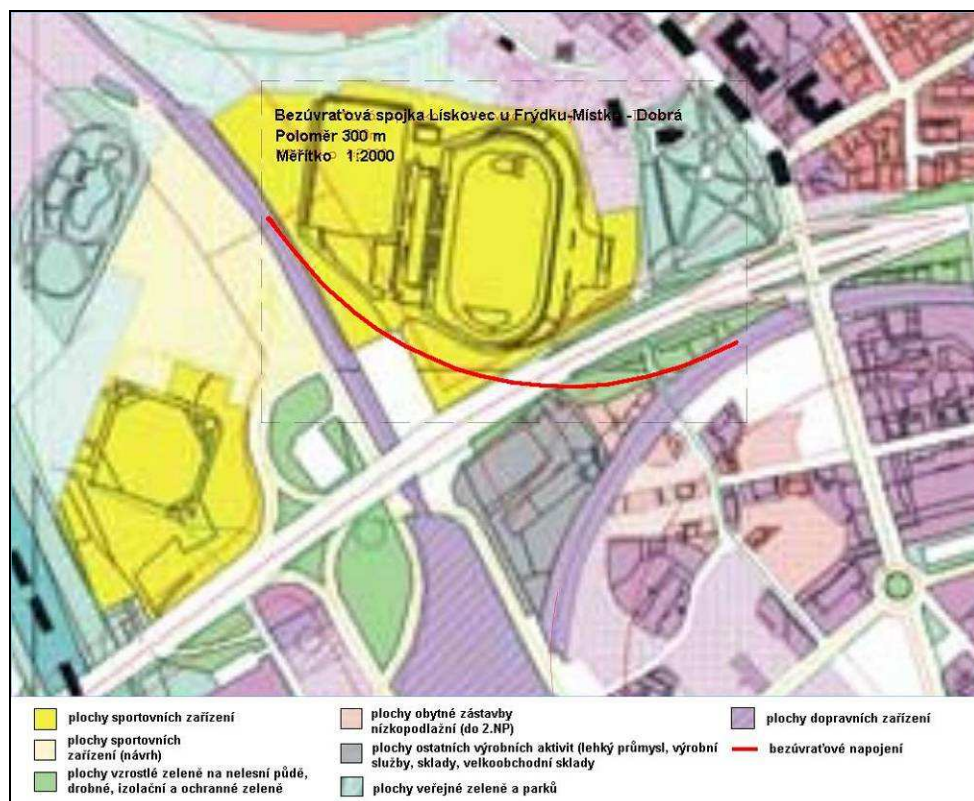 Bezúvraťová spojka Lískovec u Frýdku-Místku - Dobrá
Poloměr 300 m
Měřítko 1:2000
plochy sportovních zařízení
plochy sportovních
zařízení (návrh)
plochy vzrostlé zeleně na nelesní půdě,
drobné, izolační a ochranné zeleně
plochy obytné zástavby
nízkopodlažní (do 2.NP)
plochy ostatních výrobních aktivit (lehký průmysl, výrobní
služby, sklady, velkoobchodní sklady
plochy veřejné zeleně a parků
plochy dopravních zařízení
bezúvraťové napojení